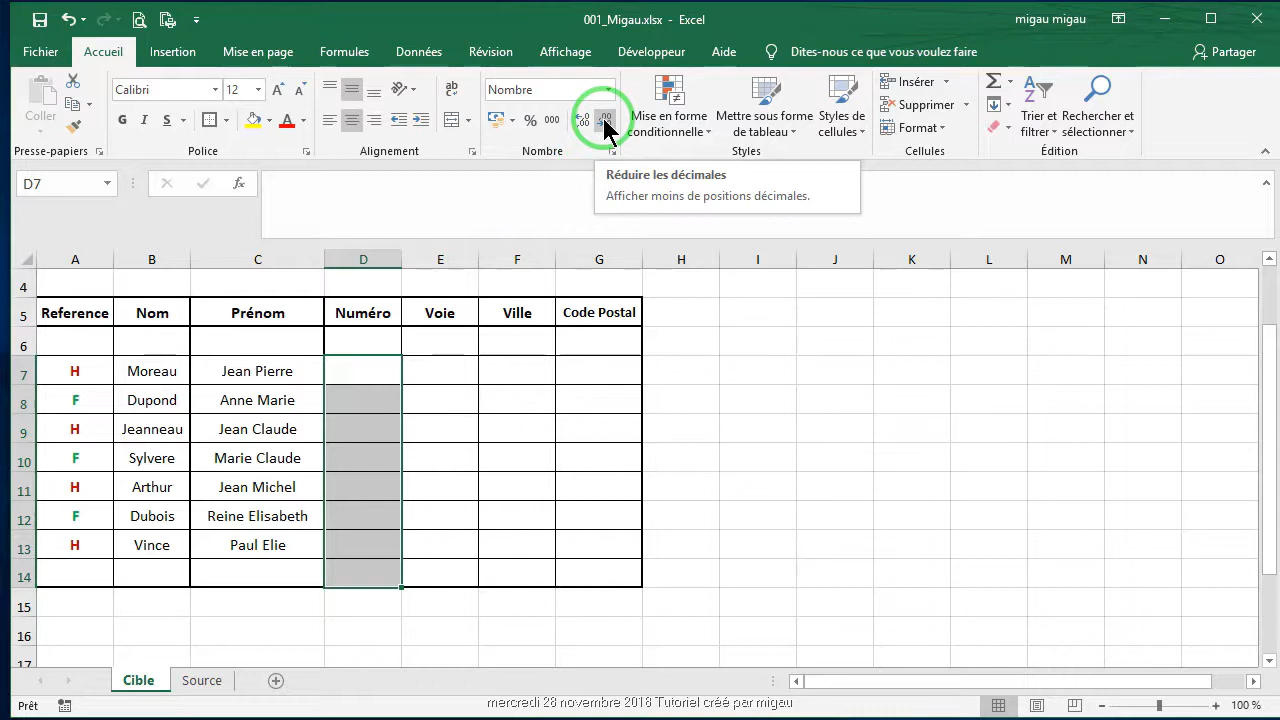 001_Migau.xlsx - Excel
migau migau
Fichier Accueil Insertion Mise en page Formules Données Révision Affichage Développeur Aide Dites-nous ce que vous voulez faire Partager
Coller
Calibri 12
G I S
A A
ab
Nombre
% 000
Mise en forme conditionnelle
Mettre sous forme de tableau
Styles de cellules
Insérer
Supprimer
Format
Trier et filtrer
Rechercher et sélectionner
Presse-papiers Police Alignement Nombre Styles Cellules Édition
Réduire les décimales
Afficher moins de positions décimales.
D7 fx
A B C D E F G H I J K L M N O
4
5 Reference Nom Prénom Numéro Voie Ville Code Postal
6
7 H Moreau Jean Pierre
8 F Dupond Anne Marie
9 H Jeanneau Jean Claude
10 F Sylvere Marie Claude
11 H Arthur Jean Michel
12 F Dubois Reine Elisabeth
13 H Vince Paul Elie
14
15
16
17
Cible Source
Prêt
mercredi 28 novembre 2018 Tutoriel créé par migau
100 %